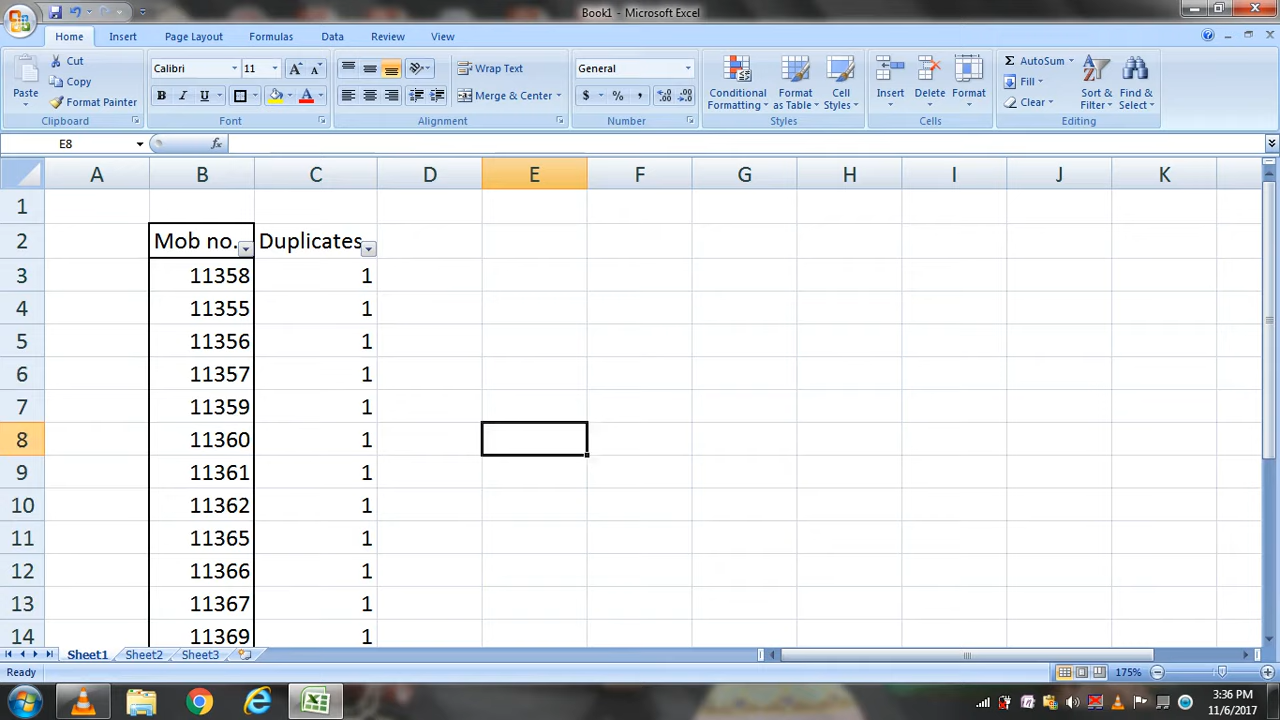 Book1 - Microsoft Excel
Home Insert Page Layout Formulas Data Review View
Paste
Cut
Copy
Format Painter
Clipboard
Calibri 11
B I U
Font
Wrap Text
Merge & Center
Alignment
General
$ % ,
Number
Conditional Formatting
Format as Table
Cell Styles
Styles
Insert Delete Format
Cells
Σ AutoSum
Fill
Clear
Sort & Filter
Find & Select
Editing
E8 fx
A B C D E F G H I J K
1
2 Mob no. Duplicates
3 11358 1
4 11355 1
5 11356 1
6 11357 1
7 11359 1
8 11360 1
9 11361 1
10 11362 1
11 11365 1
12 11366 1
13 11367 1
14 11369 1
Sheet1 Sheet2 Sheet3
Ready 175%
3:36 PM
11/6/2017